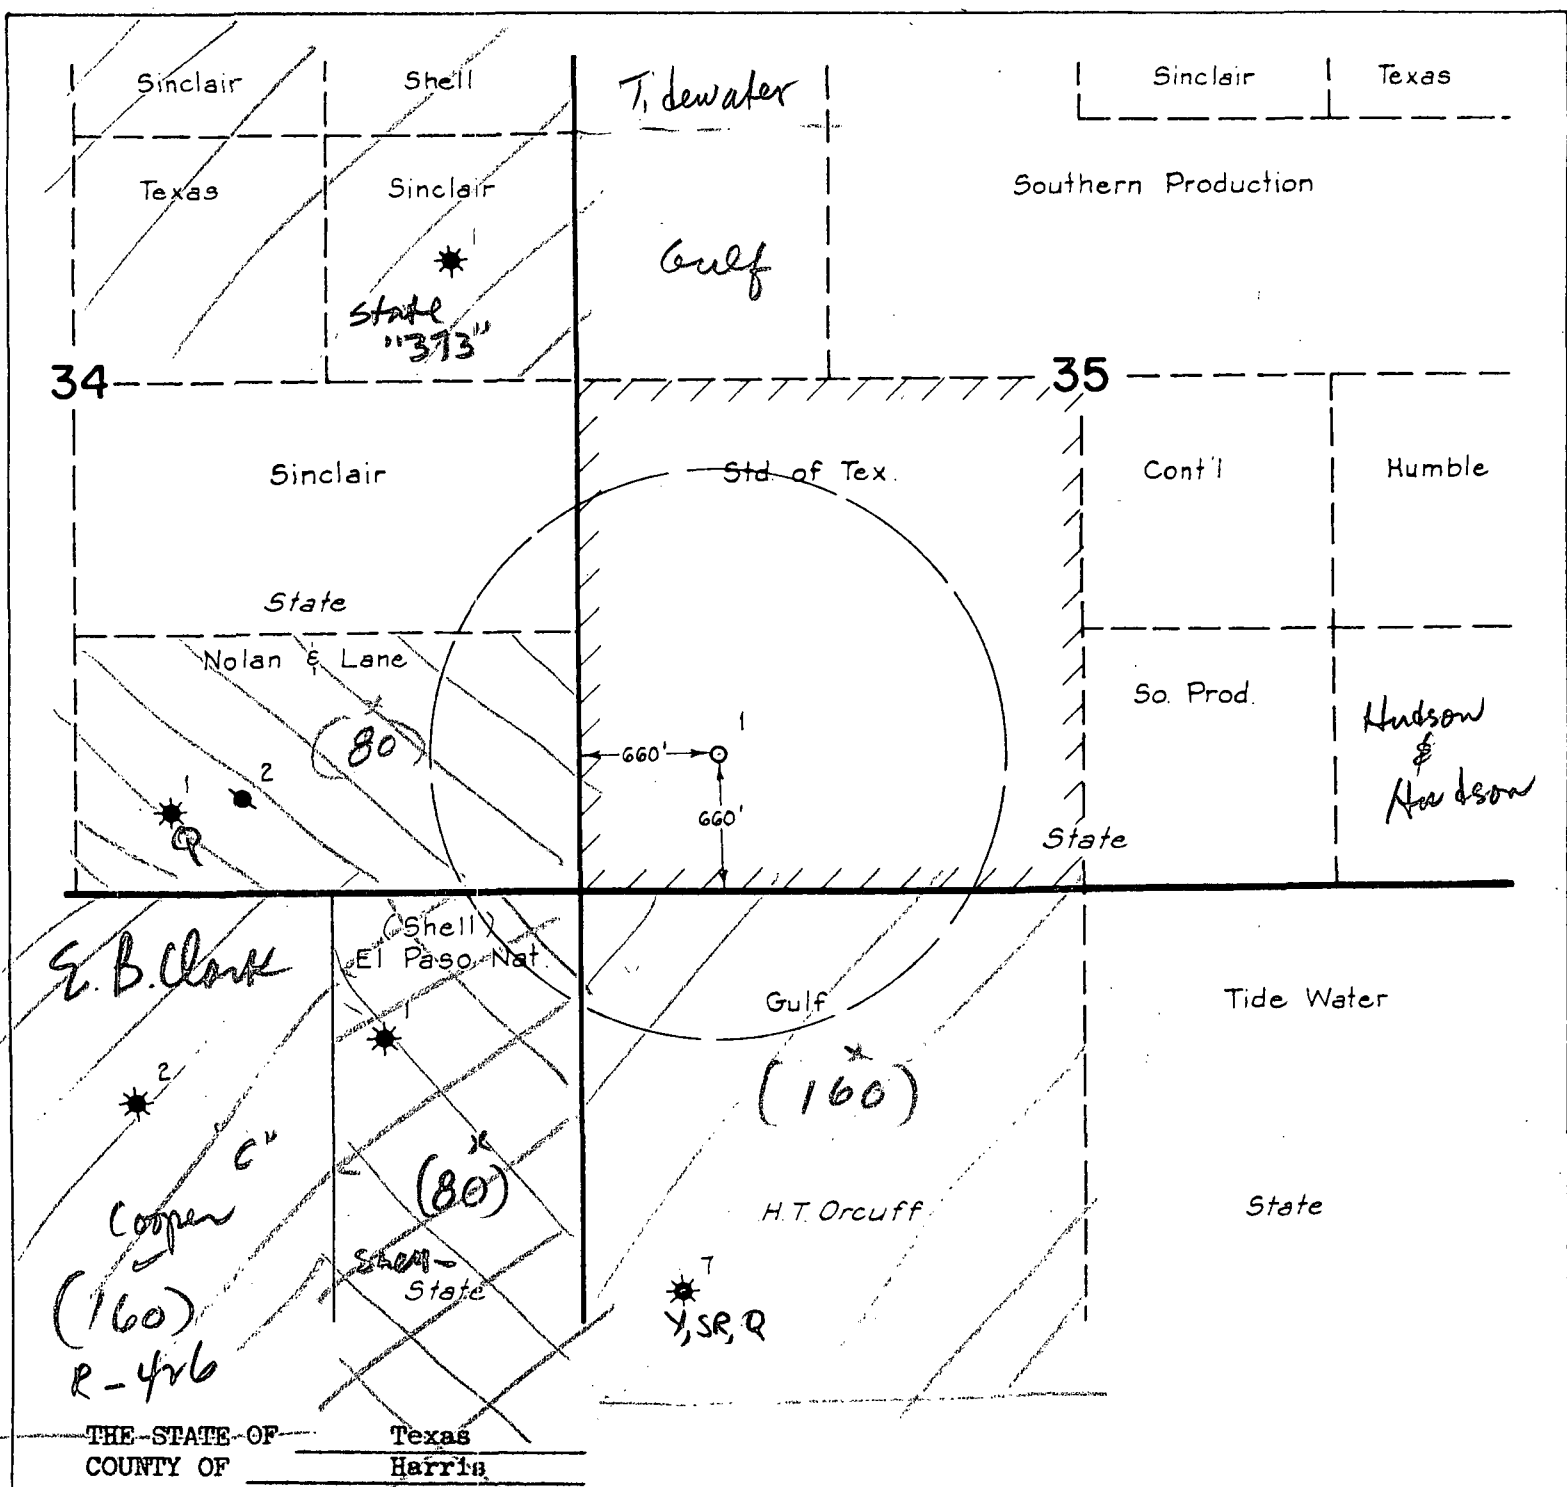 Sinclair
Shell
Tidewater
Sinclair
Texas
Texas
Sinclair
Southern Production
1
Gulf
State
"373"
34
35
Sinclair
Std. of Tex.
Cont'l
Humble
State
Nolan & Lane
So. Prod.
Hudson
&
Hudson
x
(80)
1
660'
1
2
660'
Q
State
(Shell)
El Paso Nat.
E. B. Clark
Gulf
Tide Water
1
2
x
(160)
C"
x
(80)
Cooper
H.T. Orcuff
State
(160)
Shell-
State
7
Y, SR, Q
R-426
THE STATE OF Texas
COUNTY OF Harris